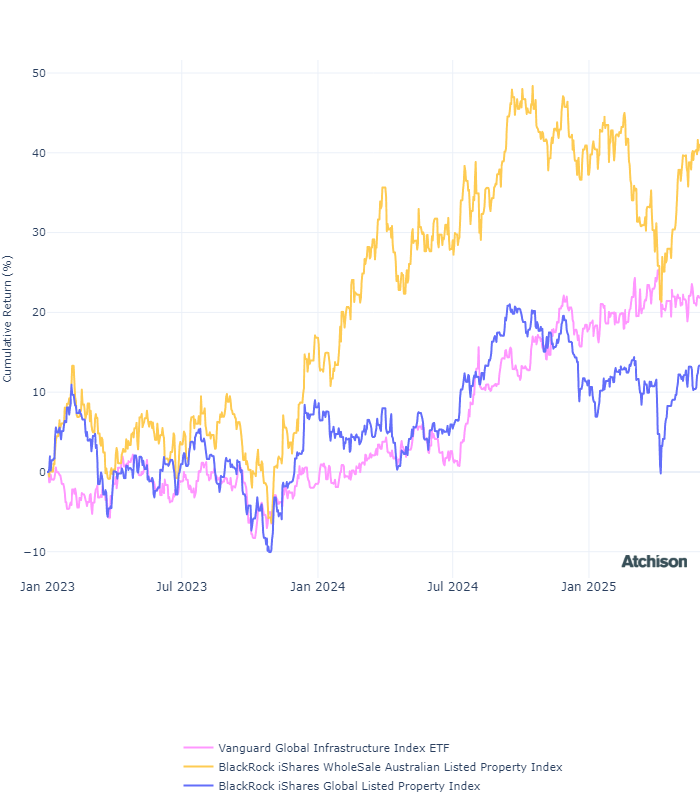 50
40
30
20
10
0
−10
Cumulative Return (%)
Jan 2023 Jul 2023 Jan 2024 Jul 2024 Jan 2025
Atchison
Vanguard Global Infrastructure Index ETF
BlackRock iShares WholeSale Australian Listed Property Index
BlackRock iShares Global Listed Property Index